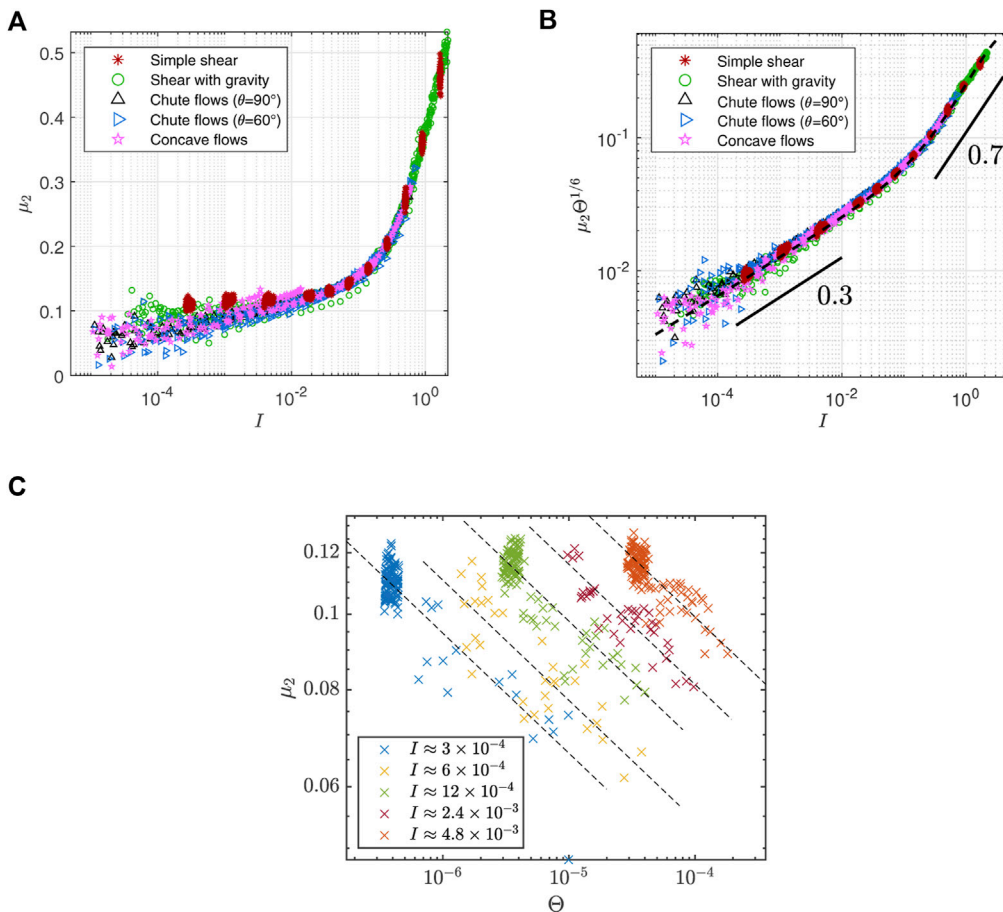 A
0.5
0.4
0.3
0.2
0.1
0
μ₂
Simple shear
Shear with gravity
Chute flows (θ=90°)
Chute flows (θ=60°)
Concave flows
10⁻⁴
10⁻²
10⁰
I
B
10⁻¹
10⁻²
μ₂Θ^{1/6}
Simple shear
Shear with gravity
Chute flows (θ=90°)
Chute flows (θ=60°)
Concave flows
0.7
0.3
10⁻⁴
10⁻²
10⁰
I
C
0.12
0.1
0.08
0.06
μ₂
I ≈ 3 × 10⁻⁴
I ≈ 6 × 10⁻⁴
I ≈ 12 × 10⁻⁴
I ≈ 2.4 × 10⁻³
I ≈ 4.8 × 10⁻³
10⁻⁶
10⁻⁵
10⁻⁴
Θ